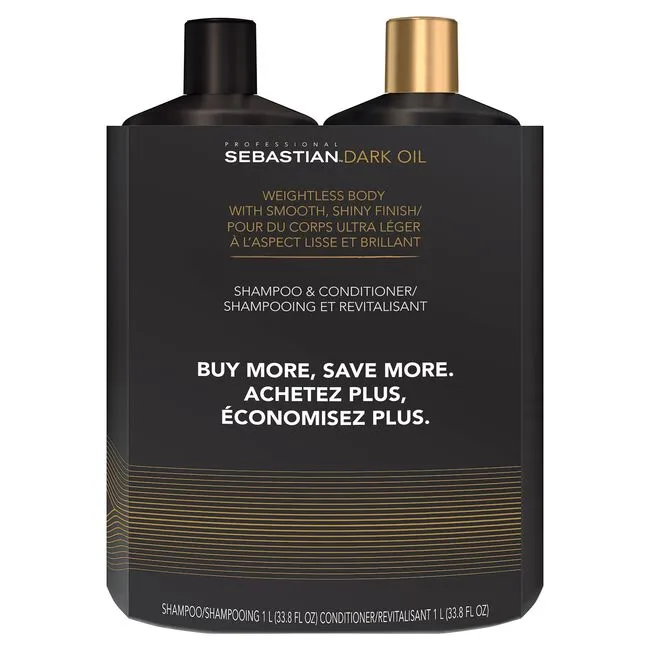 PROFESSIONAL
SEBASTIAN™ DARK OIL
WEIGHTLESS BODY
WITH SMOOTH, SHINY FINISH/
POUR DU CORPS ULTRA LÉGER
À L'ASPECT LISSE ET BRILLANT
SHAMPOO & CONDITIONER/
SHAMPOOING ET REVITALISANT
BUY MORE, SAVE MORE.
ACHETEZ PLUS,
ÉCONOMISEZ PLUS.
SHAMPOO/SHAMPOOING 1 L (33.8 FL OZ) CONDITIONER/REVITALISANT 1 L (33.8 FL OZ)